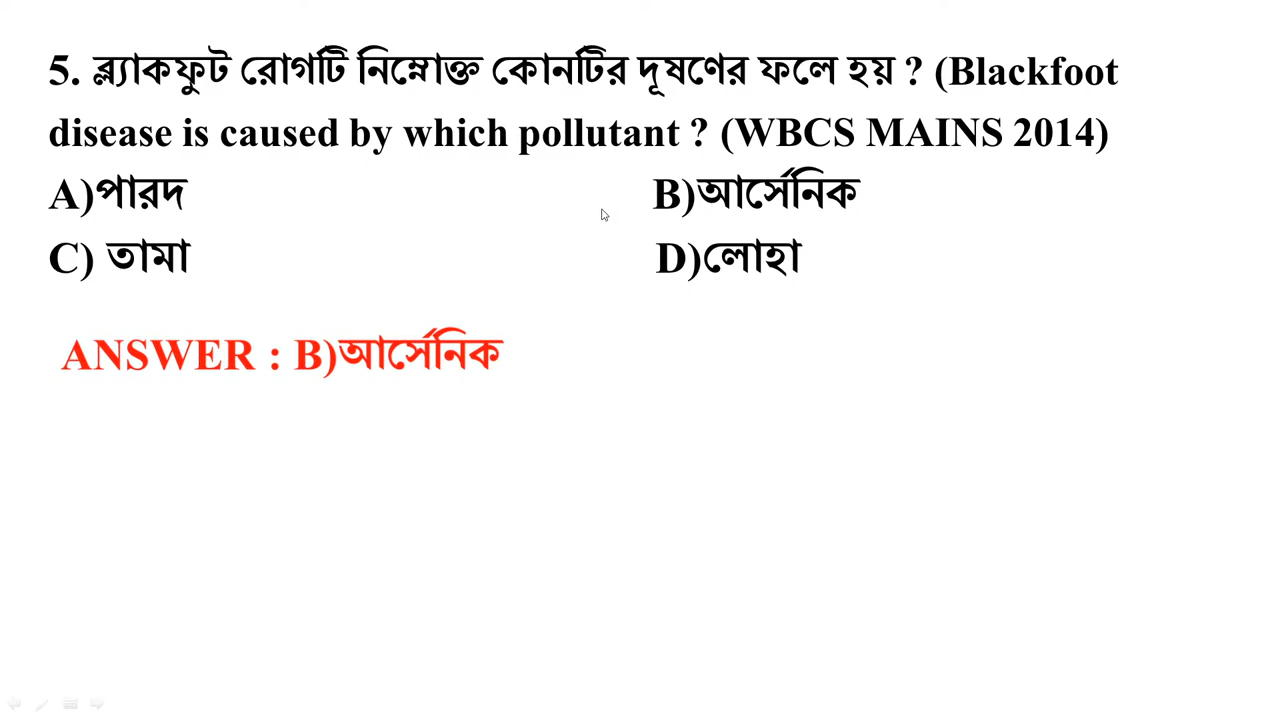 5. ব্ল্যাকফুট রোগটি নিম্নোক্ত কোনটির দূষণের ফলে হয় ? (Blackfoot
disease is caused by which pollutant ? (WBCS MAINS 2014)
A)পারদ B)আর্সেনিক
C) তামা D)লোহা
ANSWER : B)আর্সেনিক